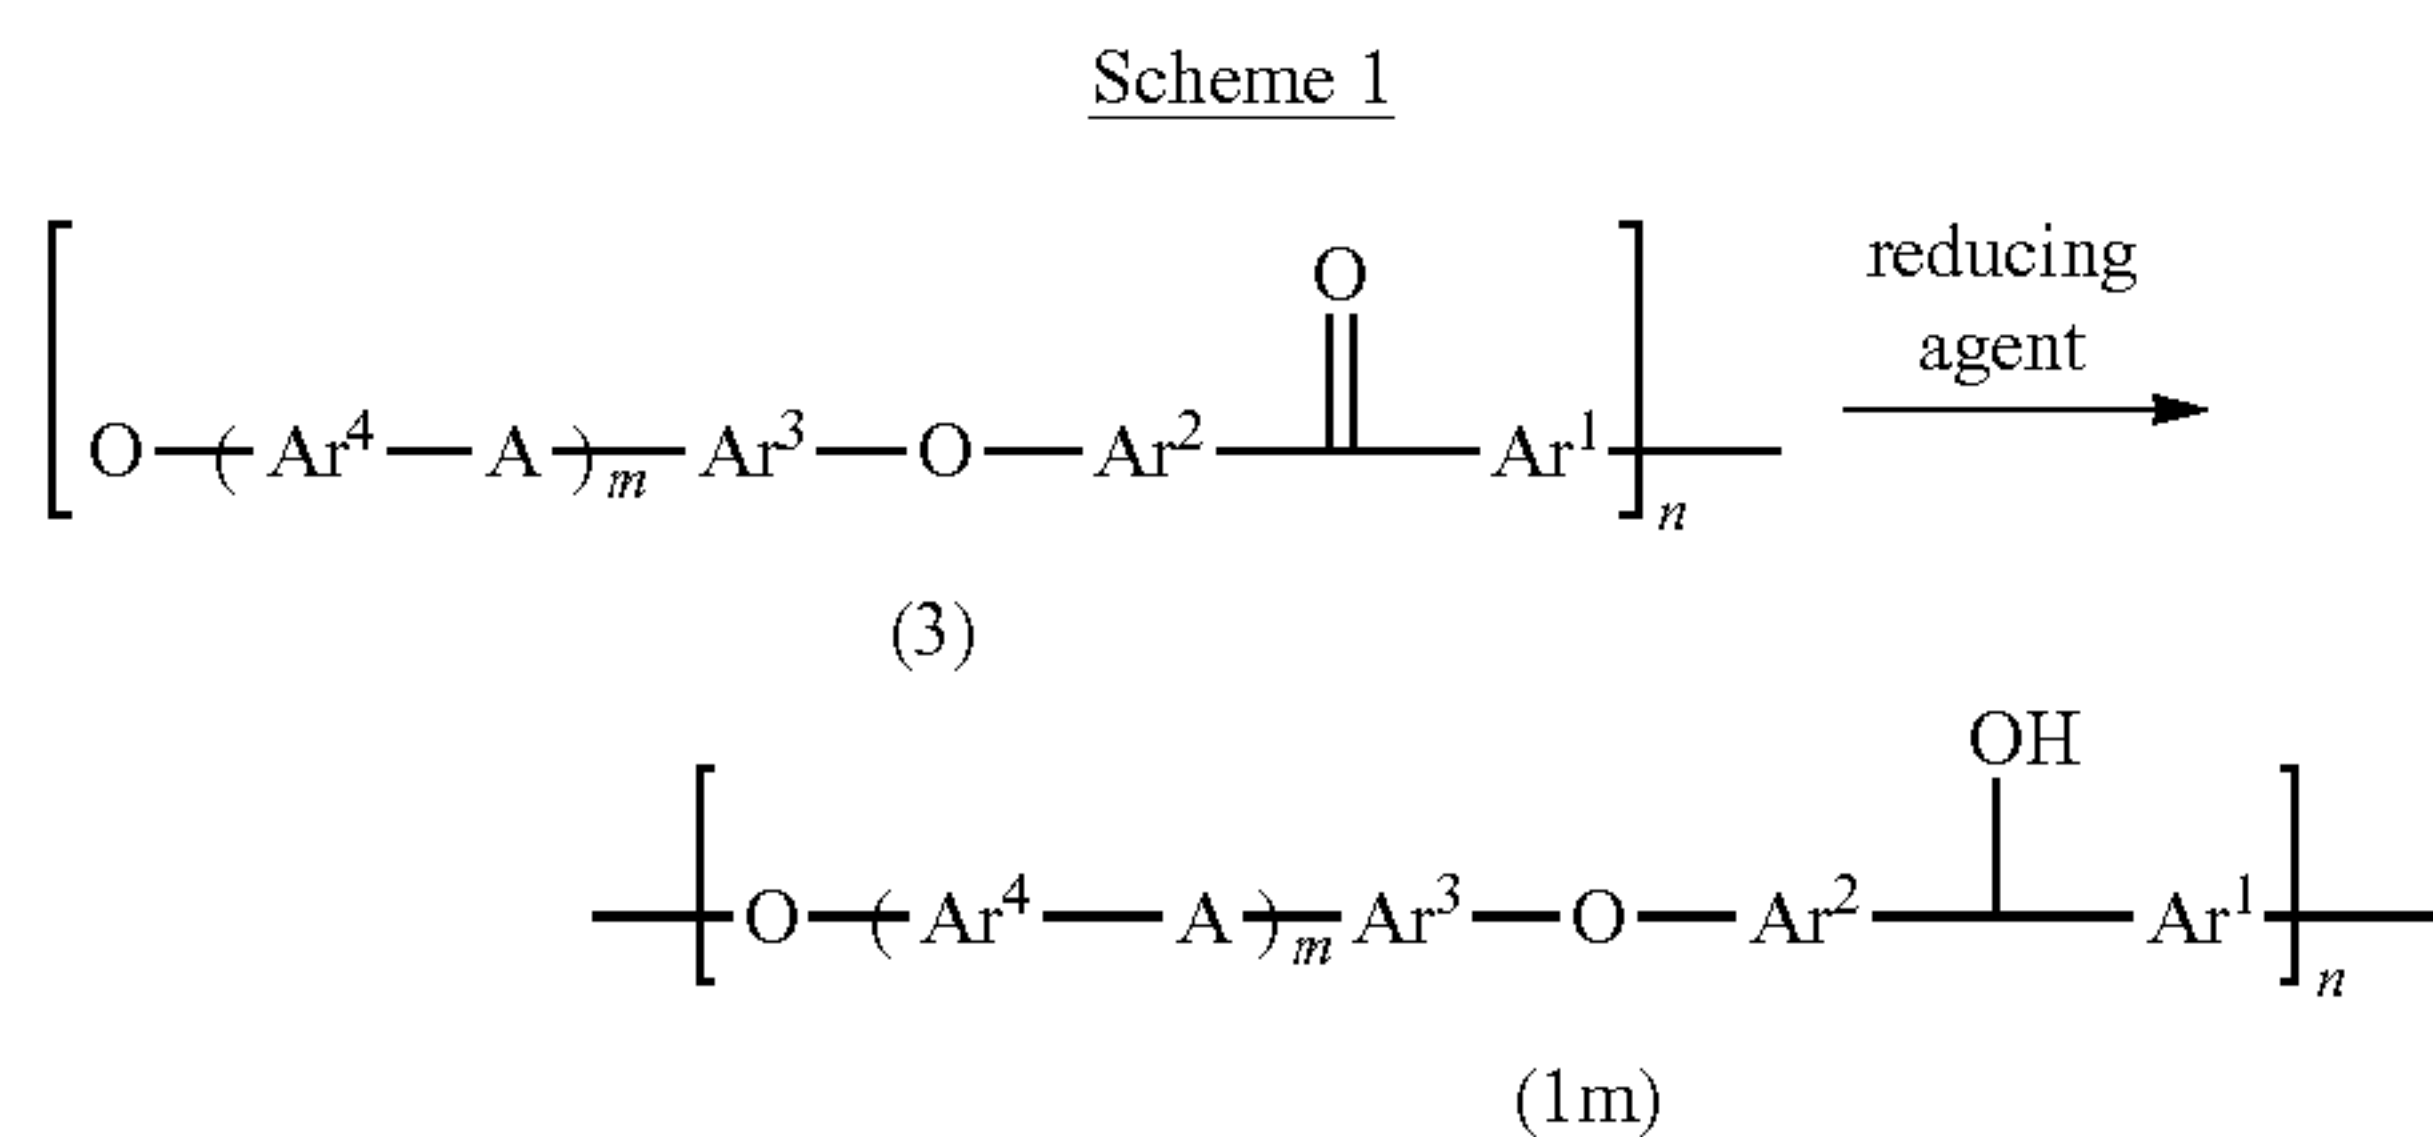 Scheme 1
O
reducing
agent
O ( Ar⁴ A )m Ar³ O Ar² Ar¹ n
(3)
OH
O ( Ar⁴ A )m Ar³ O Ar² Ar¹ n
(1m)